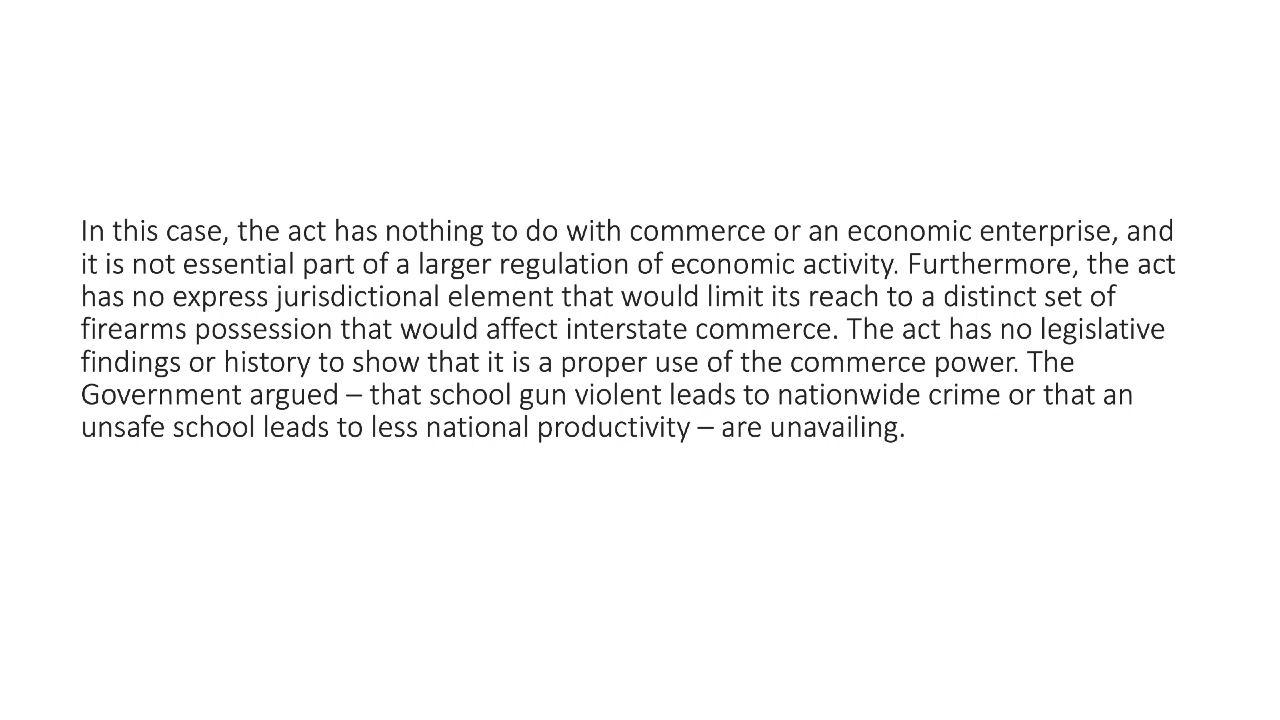 In this case, the act has nothing to do with commerce or an economic enterprise, and
it is not essential part of a larger regulation of economic activity. Furthermore, the act
has no express jurisdictional element that would limit its reach to a distinct set of
firearms possession that would affect interstate commerce. The act has no legislative
findings or history to show that it is a proper use of the commerce power. The
Government argued – that school gun violent leads to nationwide crime or that an
unsafe school leads to less national productivity – are unavailing.